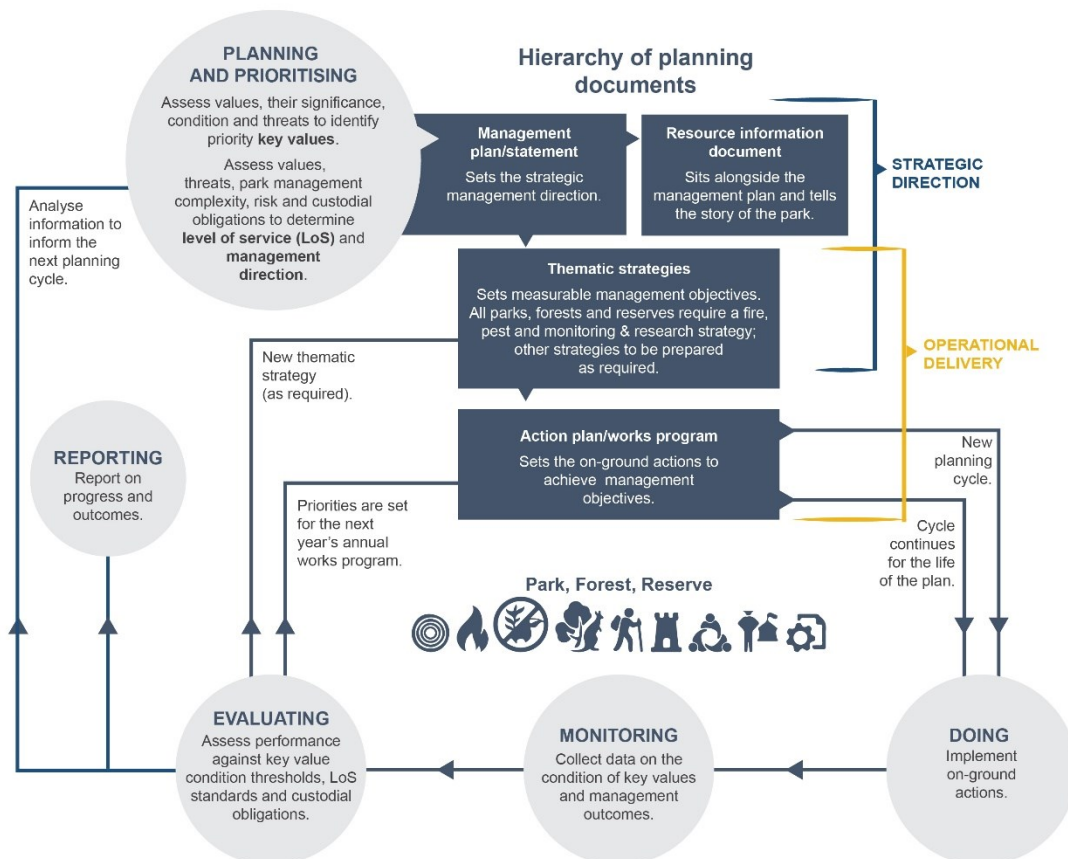 PLANNING
AND PRIORITISING
Assess values, their significance,
condition and threats to identify
priority key values.
Assess values,
threats, park management
complexity, risk and custodial
obligations to determine
level of service (LoS) and
management
direction.
Hierarchy of planning
documents
Management
plan/statement
Sets the strategic
management direction.
Resource information
document
Sits alongside the
management plan and tells
the story of the park.
STRATEGIC
DIRECTION
Analyse
information to
inform the
next planning
cycle.
Thematic strategies
Sets measurable management objectives.
All parks, forests and reserves require a fire,
pest and monitoring & research strategy;
other strategies to be prepared
as required.
OPERATIONAL
DELIVERY
New thematic
strategy
(as required).
Action plan/works program
Sets the on-ground actions to
achieve management
objectives.
New
planning
cycle.
REPORTING
Report on
progress and
outcomes.
Priorities are set
for the next
year's annual
works program.
Cycle
continues
for the life
of the plan.
Park, Forest, Reserve
EVALUATING
Assess performance
against key value
condition thresholds, LoS
standards and custodial
obligations.
MONITORING
Collect data on the
condition of key values
and management
outcomes.
DOING
Implement
on-ground
actions.